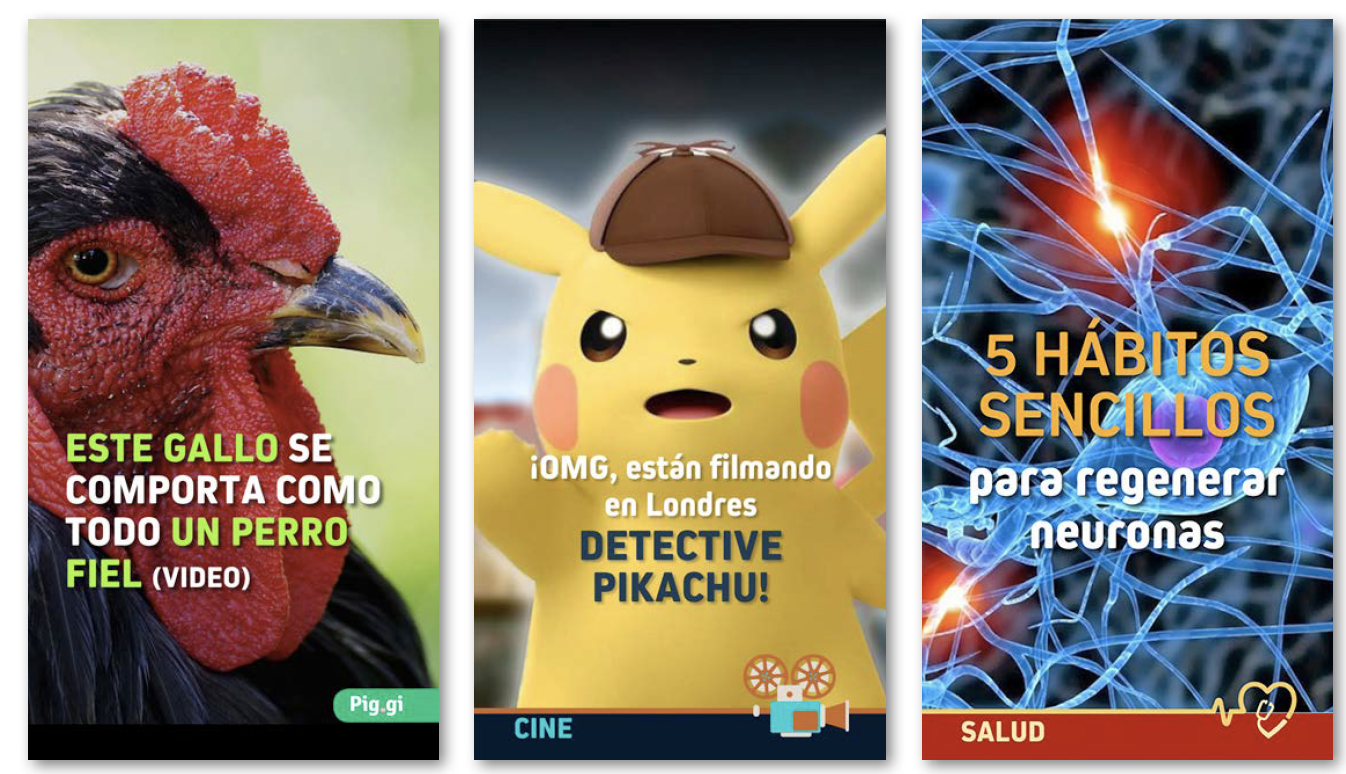 ESTE GALLO SE
COMPORTA COMO
TODO UN PERRO
FIEL (VIDEO)
Pig.gi
¡OMG, están filmando
en Londres
DETECTIVE
PIKACHU!
CINE
5 HÁBITOS
SENCILLOS
para regenerar
neuronas
SALUD